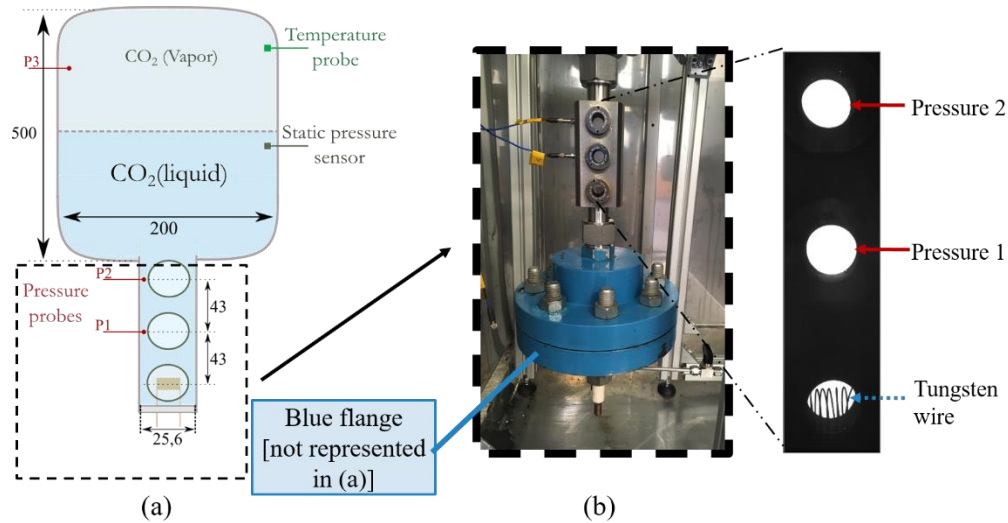 CO2 (Vapor)
Temperature
probe
P3
500
Static pressure
sensor
CO2(liquid)
200
P2
Pressure
probes
43
P1
43
25,6
(a)
Blue flange
[not represented
in (a)]
(b)
Pressure 2
Pressure 1
Tungsten
wire